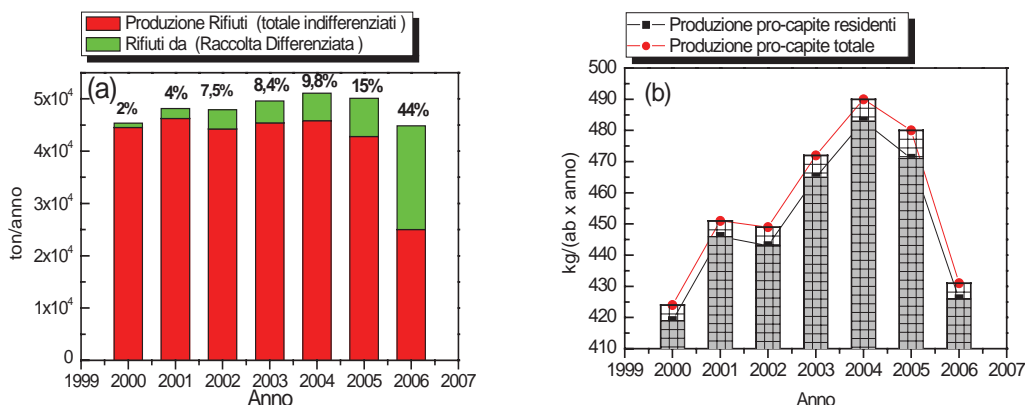 Produzione Rifiuti (totale indifferenziati )
Rifiuti da (Raccolta Differenziata )
(a)
2%
4%
7,5%
8,4%
9,8%
15%
44%
5x10⁴
4x10⁴
3x10⁴
2x10⁴
1x10⁴
0
ton/anno
1999 2000 2001 2002 2003 2004 2005 2006 2007
Anno
Produzione pro-capite residenti
Produzione pro-capite totale
(b)
500
490
480
470
460
450
440
430
420
410
kg/(ab x anno)
1999 2000 2001 2002 2003 2004 2005 2006 2007
Anno